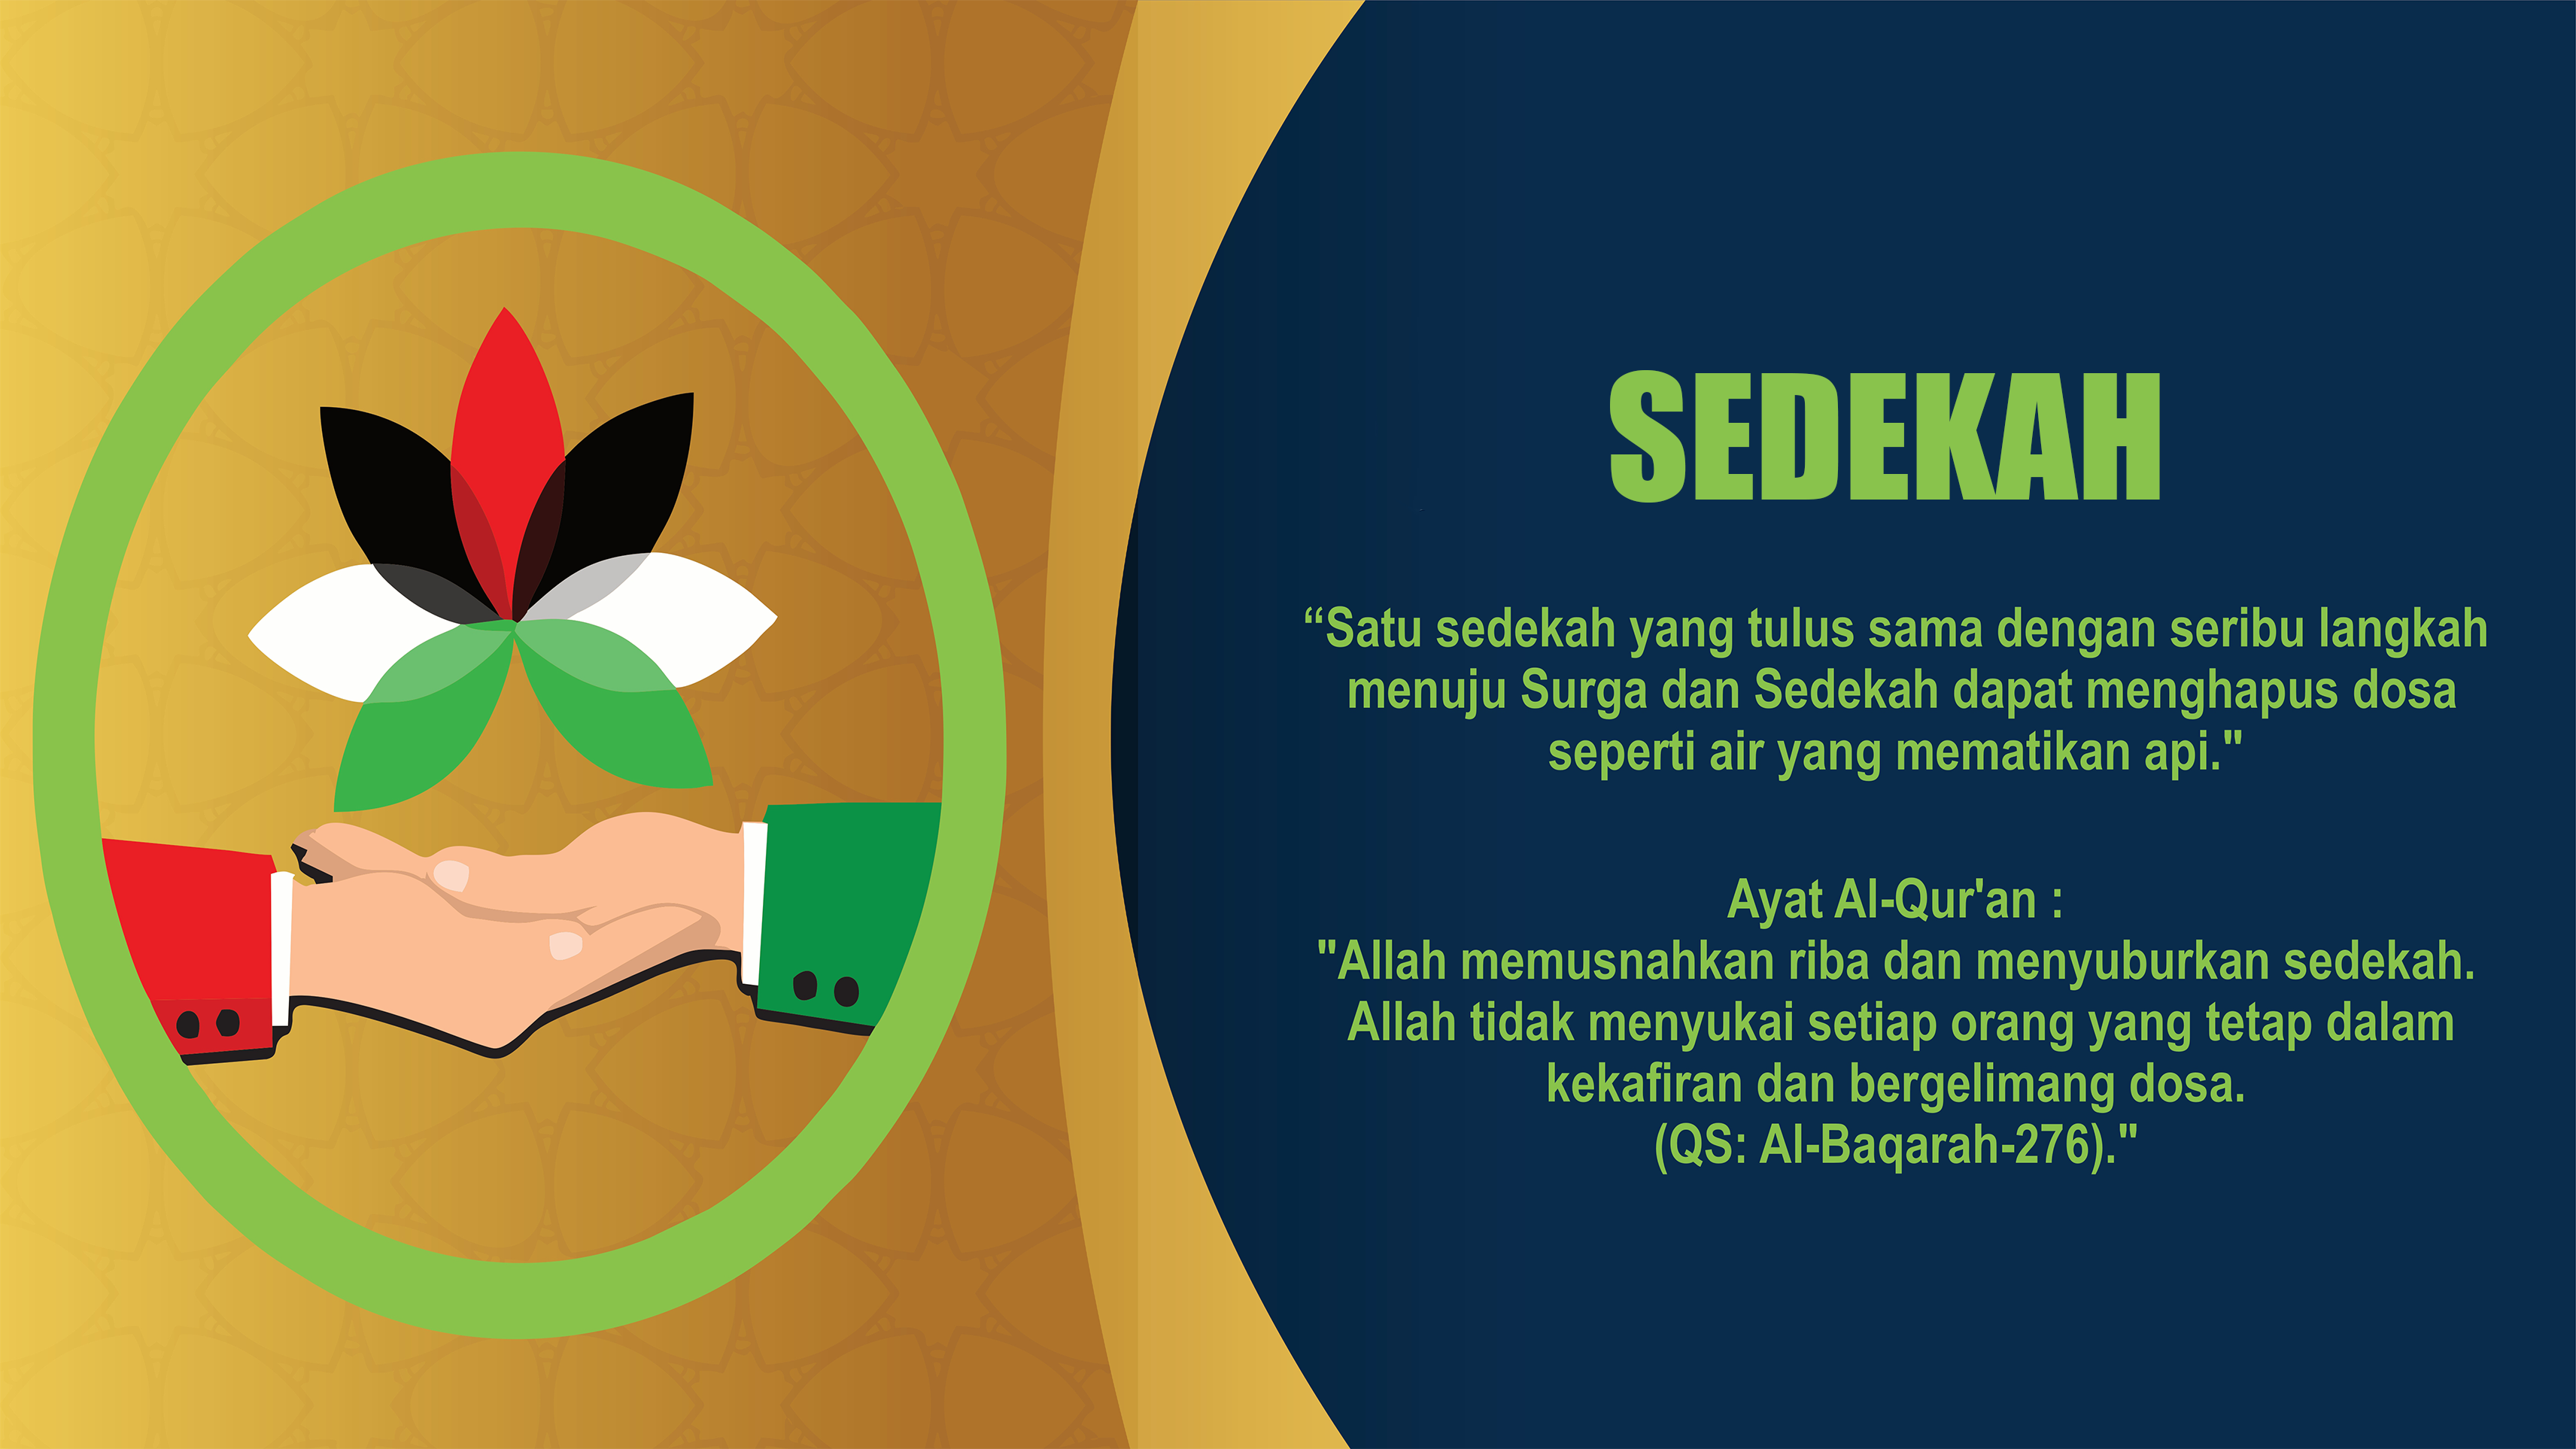 SEDEKAH
“Satu sedekah yang tulus sama dengan seribu langkah
menuju Surga dan Sedekah dapat menghapus dosa
seperti air yang mematikan api."
Ayat Al-Qur'an :
"Allah memusnahkan riba dan menyuburkan sedekah.
Allah tidak menyukai setiap orang yang tetap dalam
kekafiran dan bergelimang dosa.
(QS: Al-Baqarah-276)."